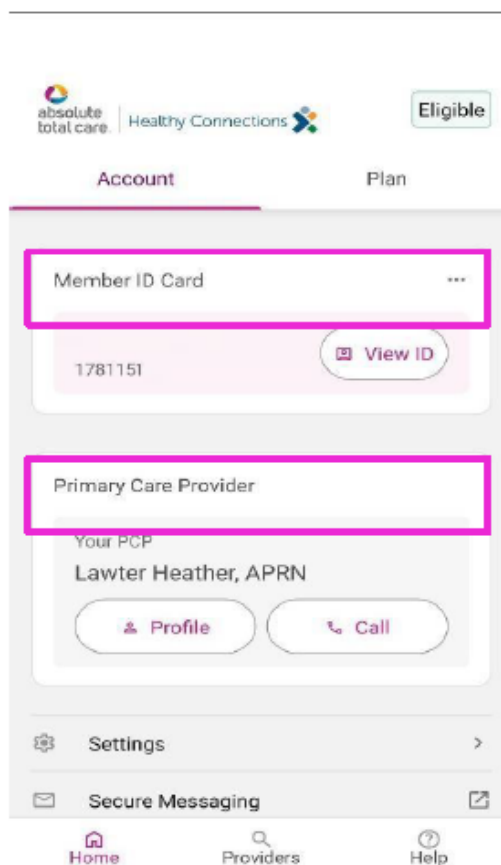 absolute
total care.
Healthy Connections
Eligible
Account
Plan
Member ID Card
...
1781151
View ID
Primary Care Provider
Your PCP
Lawter Heather, APRN
Profile
Call
Settings
Secure Messaging
Home
Providers
Help